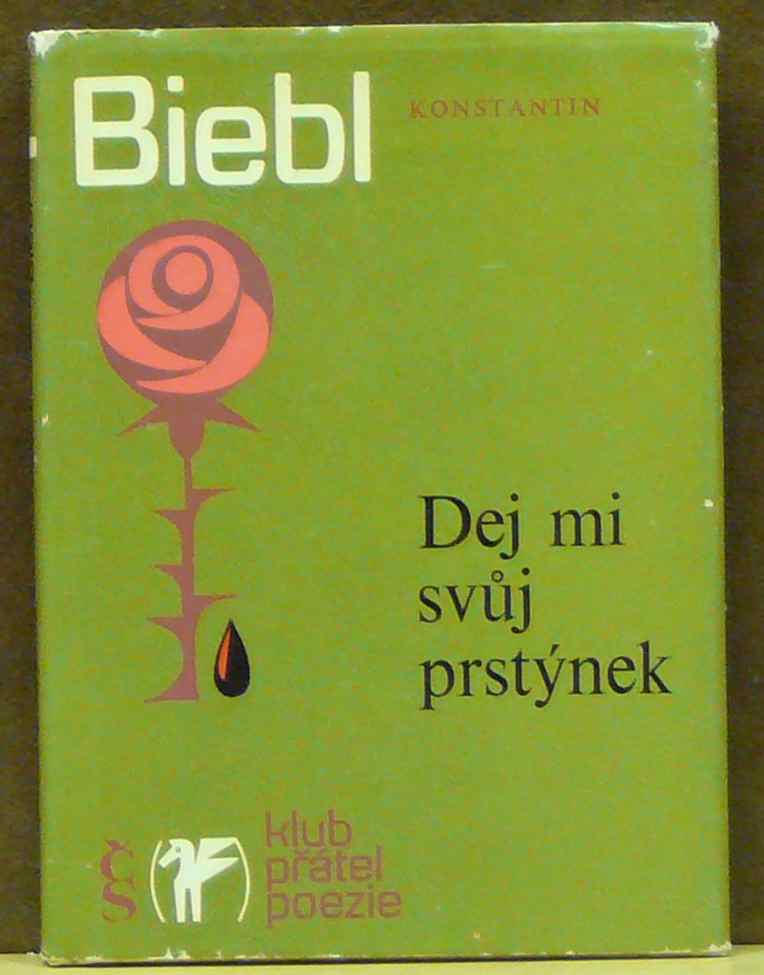 Biebl KONSTANTIN
Dej mi
svůj
prstýnek
klub
přátel
poezie
ČS